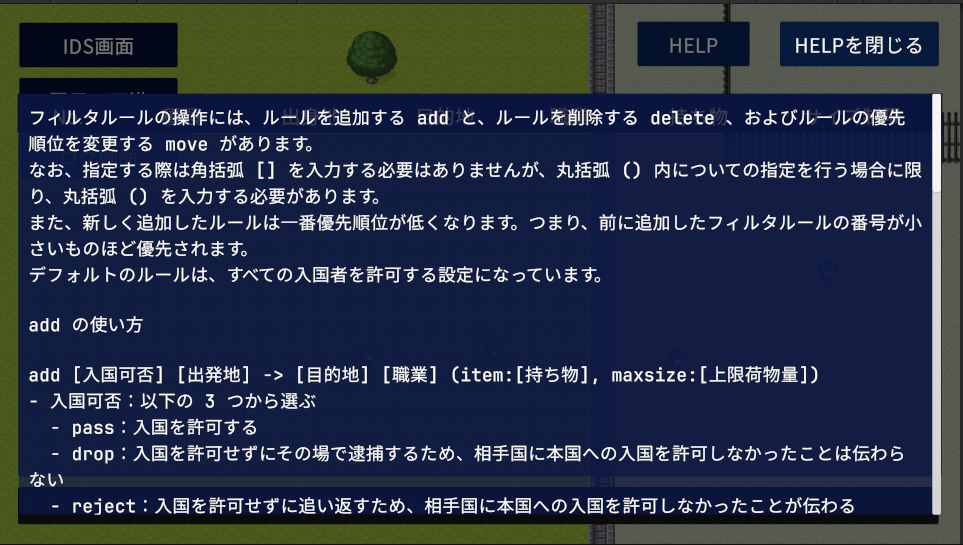 IDS画面
HELP
HELPを閉じる
フィルタルールの操作には、ルールを追加する add と、ルールを削除する delete 、およびルールの優先
順位を変更する move があります。
なお、指定する際は角括弧 [] を入力する必要はありませんが、丸括弧 () 内についての指定を行う場合に限
り、丸括弧 () を入力する必要があります。
また、新しく追加したルールは一番優先順位が低くなります。つまり、前に追加したフィルタルールの番号が小
さいものほど優先されます。
デフォルトのルールは、すべての入国者を許可する設定になっています。
add の使い方
add [入国可否] [出発地] -> [目的地] [職業] (item:[持ち物], maxsize:[上限荷物量])
- 入国可否：以下の 3 つから選ぶ
- pass：入国を許可する
- drop：入国を許可せずにその場で逮捕するため、相手国に本国への入国を許可しなかったことは伝わら
ない
- reject：入国を許可せずに追い返すため、相手国に本国への入国を許可しなかったことが伝わる